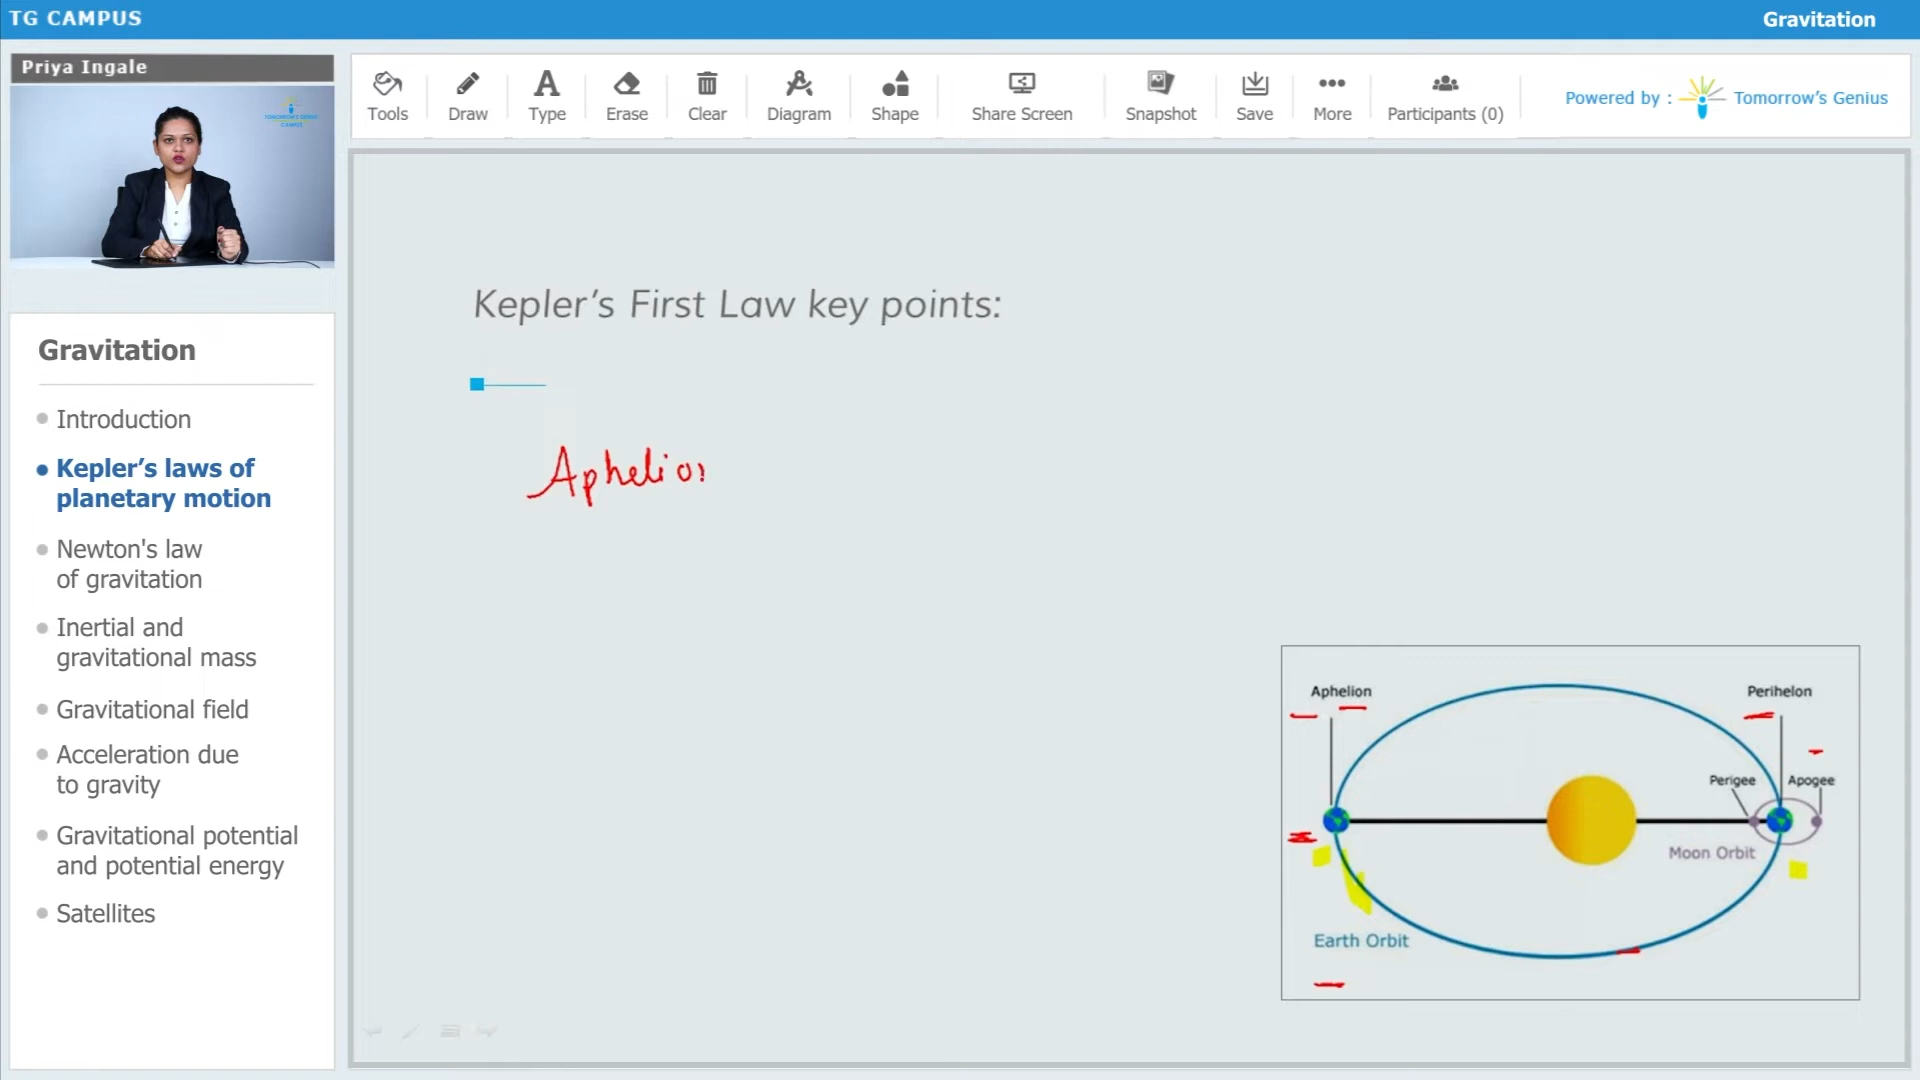 TG CAMPUS
Gravitation
Priya Ingale
TOMORROW'S GENIUS
CAMPUS
Tools
Draw
Type
Erase
Clear
Diagram
Shape
Share Screen
Snapshot
Save
More
Participants (0)
Powered by :
Tomorrow's Genius
Gravitation
Introduction
Kepler's laws of
planetary motion
Newton's law
of gravitation
Inertial and
gravitational mass
Gravitational field
Acceleration due
to gravity
Gravitational potential
and potential energy
Satellites
Kepler's First Law key points:
Aphelion
Aphelion
Perihelon
Perigee
Apogee
Moon Orbit
Earth Orbit